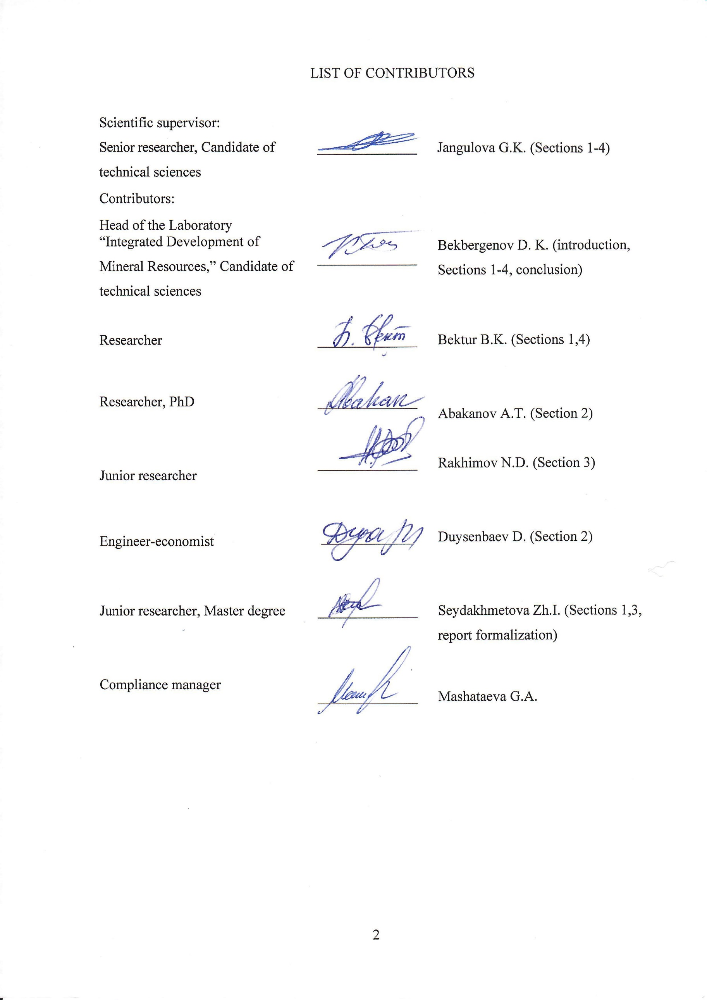 LIST OF CONTRIBUTORS
Scientific supervisor:
Senior researcher, Candidate of
technical sciences
Jangulova G.K. (Sections 1-4)
Contributors:
Head of the Laboratory
“Integrated Development of
Mineral Resources,” Candidate of
technical sciences
Bekbergenov D. K. (introduction,
Sections 1-4, conclusion)
Researcher
Bektur B.K. (Sections 1,4)
Researcher, PhD
Abakanov A.T. (Section 2)
Junior researcher
Rakhimov N.D. (Section 3)
Engineer-economist
Duysenbaev D. (Section 2)
Junior researcher, Master degree
Seydakhmetova Zh.I. (Sections 1,3,
report formalization)
Compliance manager
Mashataeva G.A.
2